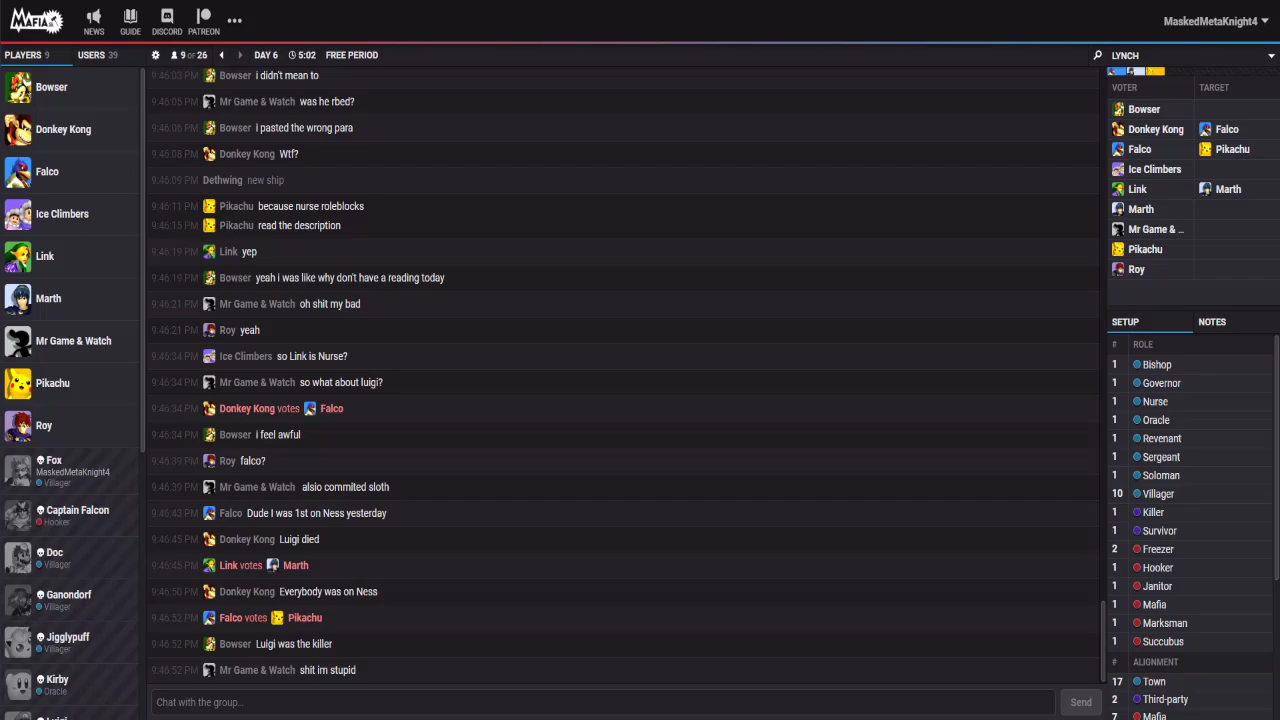 MAFIA
NEWS
GUIDE
DISCORD
PATREON
MaskedMetaKnight4
PLAYERS 9
USERS 39
9 of 26
DAY 6
5:02
FREE PERIOD
LYNCH
Bowser
Donkey Kong
Falco
Ice Climbers
Link
Marth
Mr Game & Watch
Pikachu
Roy
Fox
MaskedMetaKnight4
Villager
Captain Falcon
Hooker
Doc
Villager
Ganondorf
Villager
Jigglypuff
Villager
Kirby
Oracle
Luigi
9:46:03 PM Bowser i didn't mean to
9:46:05 PM Mr Game & Watch was he rbed?
9:46:06 PM Bowser i pasted the wrong para
9:46:08 PM Donkey Kong Wtf?
9:46:09 PM Dethwing new ship
9:46:11 PM Pikachu because nurse roleblocks
9:46:15 PM Pikachu read the description
9:46:19 PM Link yep
9:46:19 PM Bowser yeah i was like why don't have a reading today
9:46:21 PM Mr Game & Watch oh shit my bad
9:46:21 PM Roy yeah
9:46:34 PM Ice Climbers so Link is Nurse?
9:46:34 PM Mr Game & Watch so what about luigi?
9:46:34 PM Donkey Kong votes Falco
9:46:34 PM Bowser i feel awful
9:46:39 PM Roy falco?
9:46:39 PM Mr Game & Watch alsio commited sloth
9:46:43 PM Falco Dude I was 1st on Ness yesterday
9:46:45 PM Donkey Kong Luigi died
9:46:45 PM Link votes Marth
9:46:50 PM Donkey Kong Everybody was on Ness
9:46:52 PM Falco votes Pikachu
9:46:52 PM Bowser Luigi was the killer
9:46:52 PM Mr Game & Watch shit im stupid
Chat with the group...
Send
VOTER TARGET
Bowser
Donkey Kong Falco
Falco Pikachu
Ice Climbers
Link Marth
Marth
Mr Game & ...
Pikachu
Roy
SETUP NOTES
# ROLE
1 Bishop
1 Governor
1 Nurse
1 Oracle
1 Revenant
1 Sergeant
1 Soloman
10 Villager
1 Killer
1 Survivor
2 Freezer
1 Hooker
1 Janitor
1 Mafia
1 Marksman
1 Succubus
# ALIGNMENT
17 Town
2 Third-party
7 Mafia